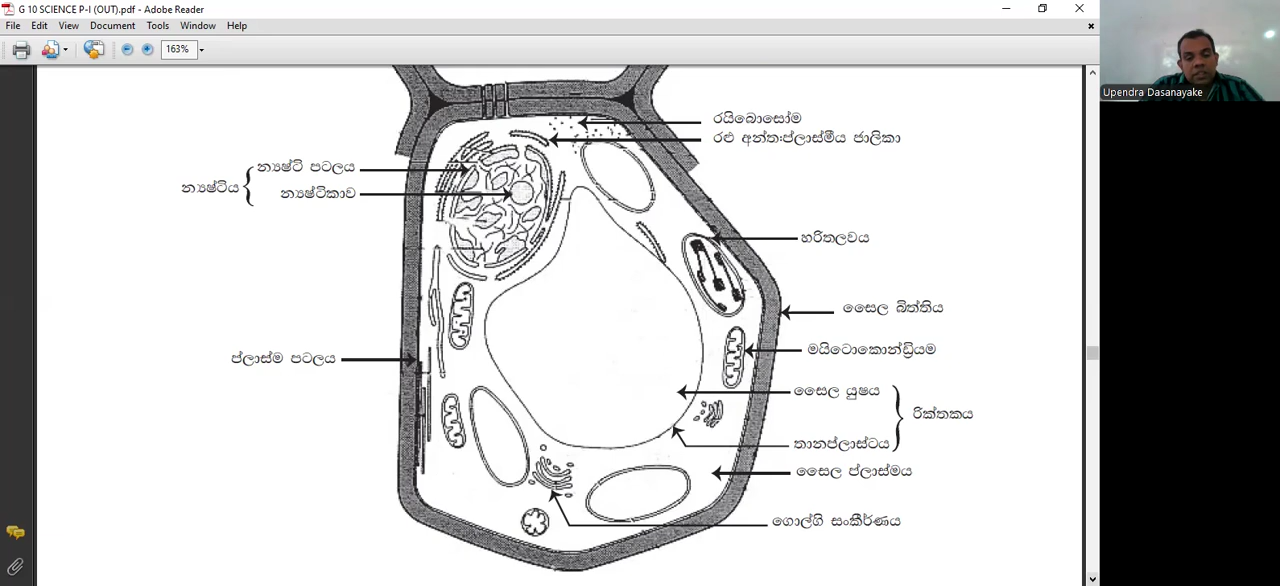 G 10 SCIENCE P-I (OUT).pdf - Adobe Reader
File Edit View Document Tools Window Help
163%
Upendra Dasanayake
රයිබොසෝම
රළු අන්තඃප්ලාස්මීය ජාලිකා
න්‍යෂ්ටි පටලය
න්‍යෂ්ටිය
න්‍යෂ්ටිකාව
හරිතලවය
සෛල බිත්තිය
මයිටොකොන්ඩ්‍රියම
ප්ලාස්ම පටලය
සෛල යුෂය
රික්තකය
තානප්ලාස්ටය
සෛල ප්ලාස්මය
ගොල්ගි සංකීර්ණය